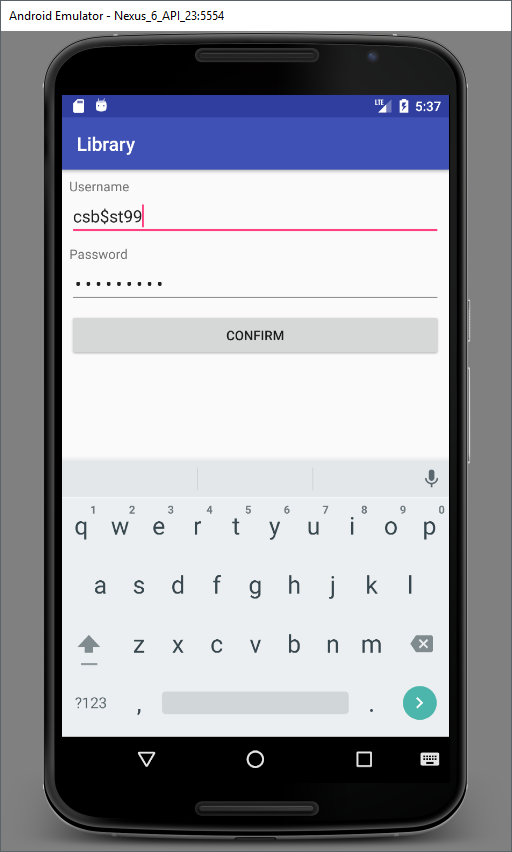 Android Emulator - Nexus_6_API_23:5554
LTE 5:37
Library
Username
csb$st99
Password
•••••••••
CONFIRM
1 2 3 4 5 6 7 8 9 0
q w e r t y u i o p
a s d f g h j k l
z x c v b n m
?123 , .